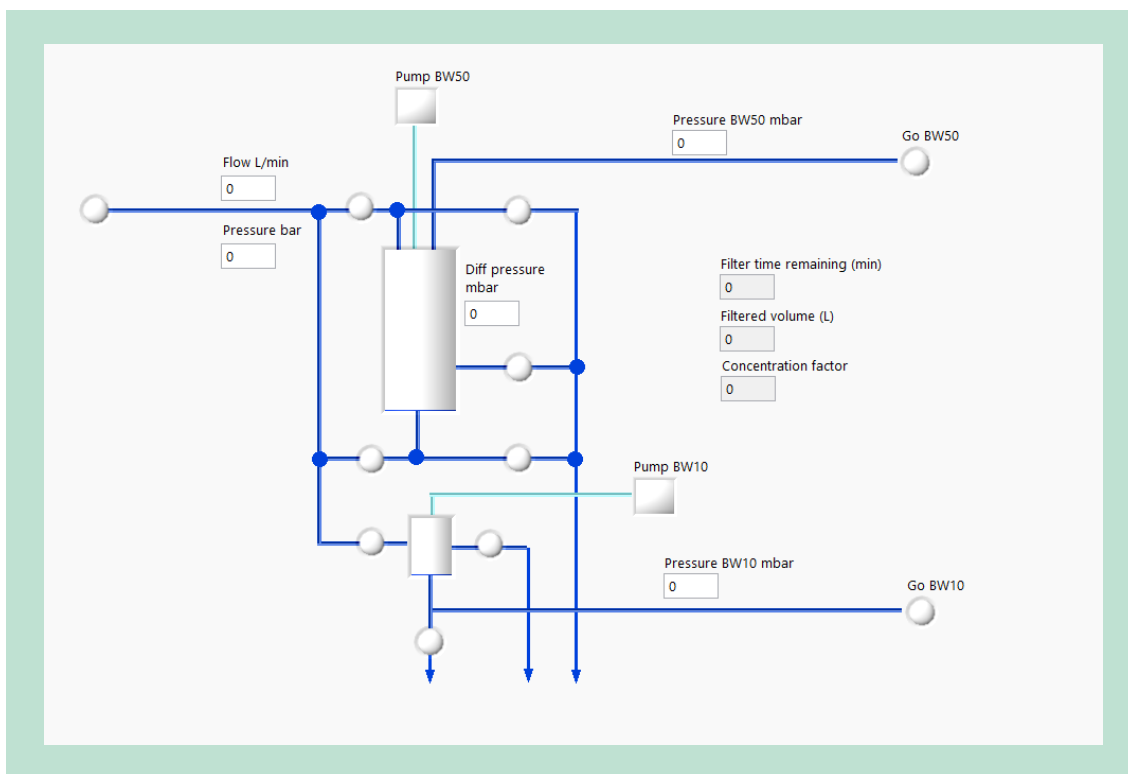 Pump BW50
Pressure BW50 mbar
0
Go BW50
Flow L/min
0
Pressure bar
0
Diff pressure
mbar
0
Filter time remaining (min)
0
Filtered volume (L)
0
Concentration factor
0
Pump BW10
Pressure BW10 mbar
0
Go BW10